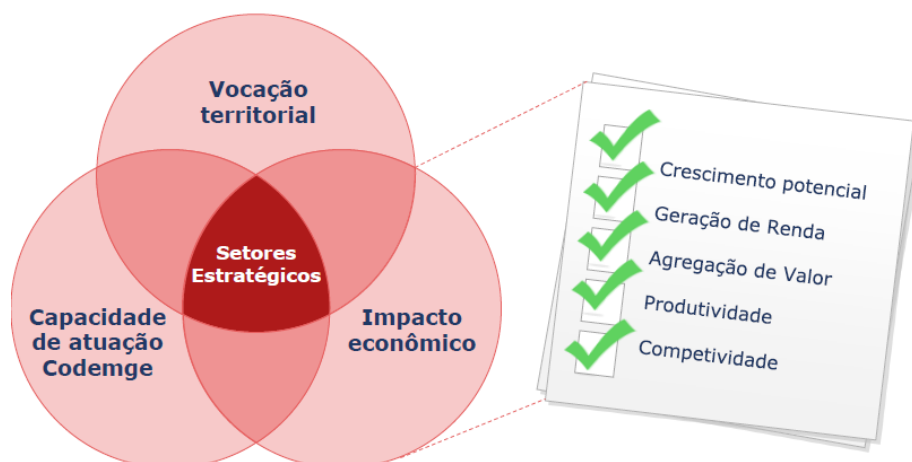 Vocação
territorial
Setores
Estratégicos
Capacidade
de atuação
Codemge
Impacto
econômico
Crescimento potencial
Geração de Renda
Agregação de Valor
Produtividade
Competividade